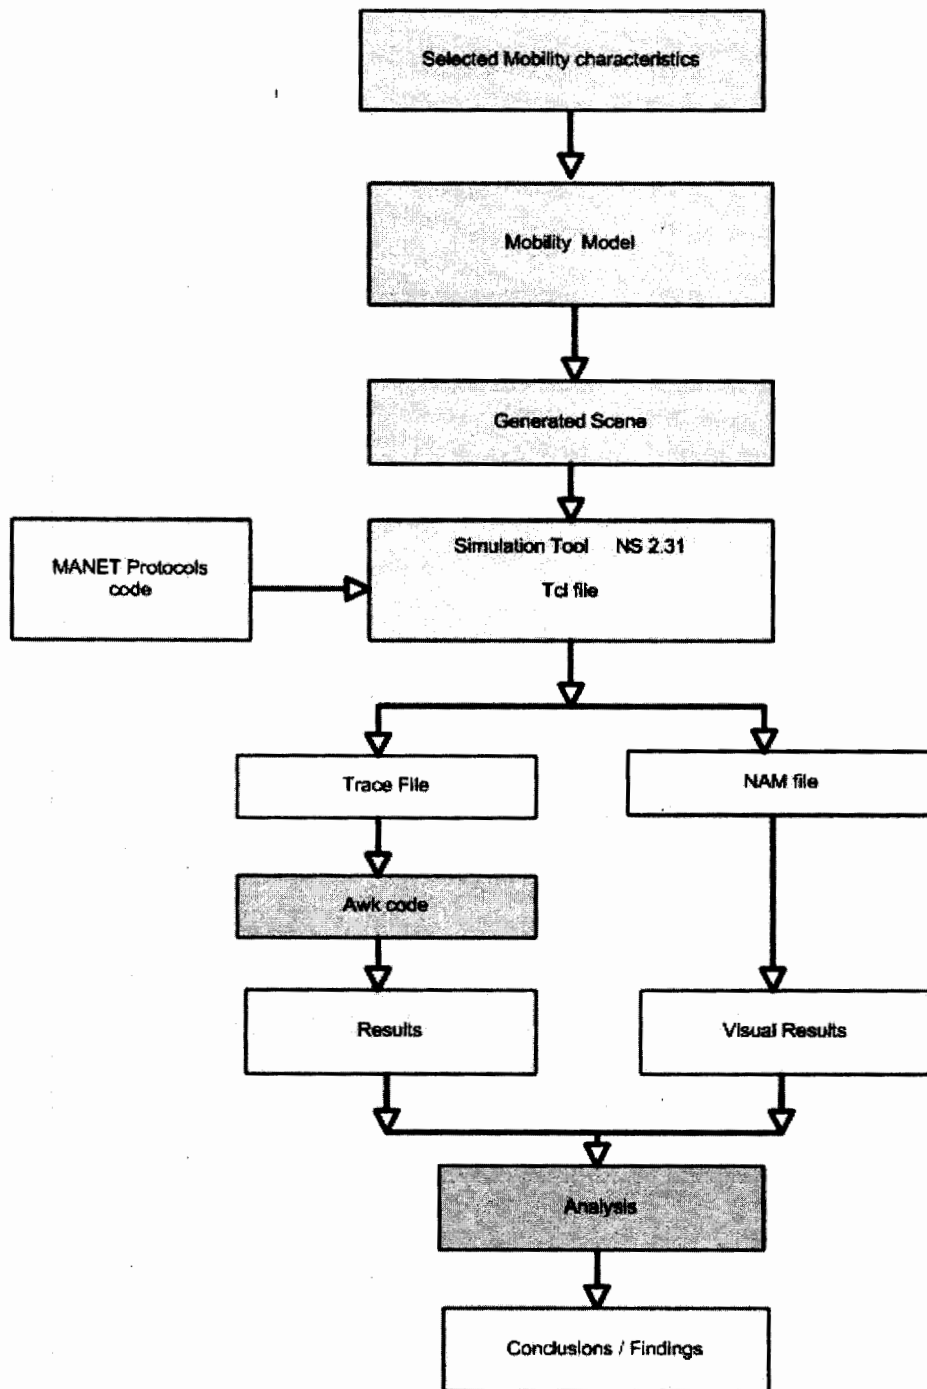 Selected Mobility characteristics
Mobility Model
Generated Scene
MANET Protocols
code
Simulation Tool NS 2.31
Tcl file
Trace File
NAM file
Awk code
Results
Visual Results
Analysis
Conclusions / Findings